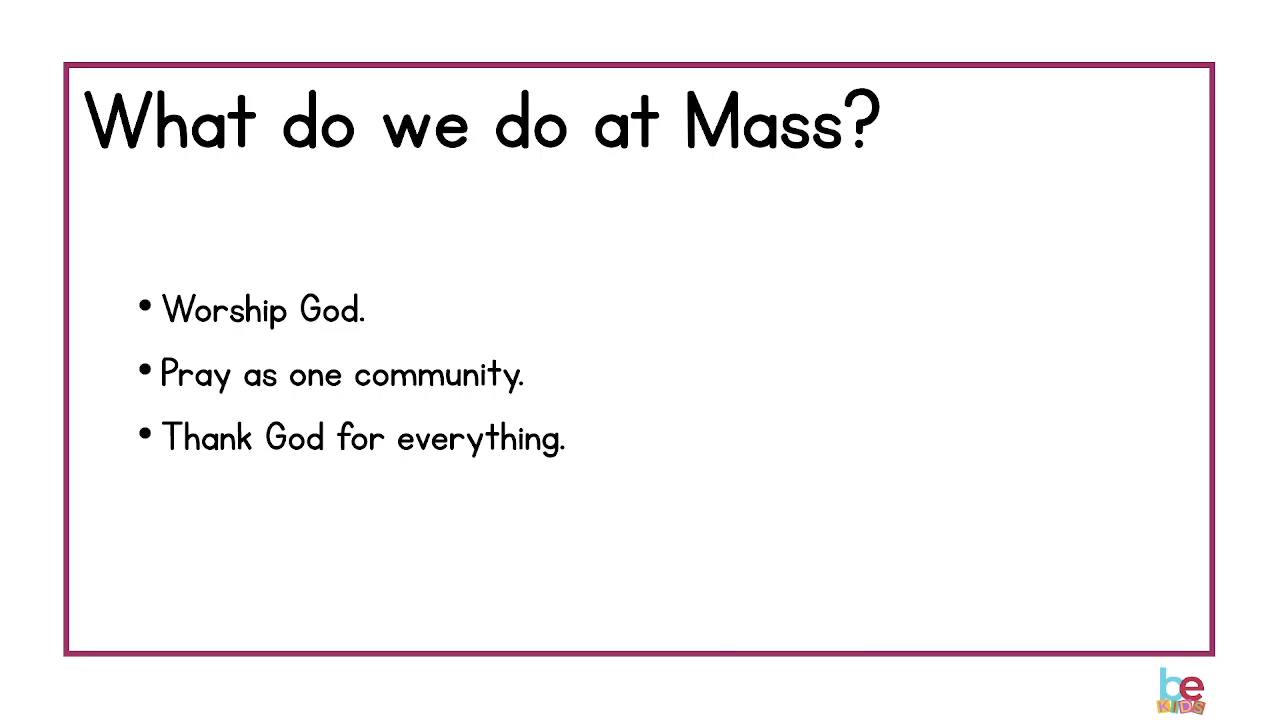 What do we do at Mass?
• Worship God.
• Pray as one community.
• Thank God for everything.
be
KIDS